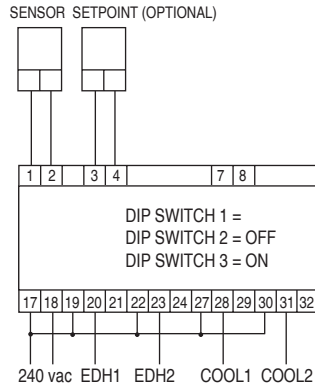 SENSOR SETPOINT (OPTIONAL)
1 2 3 4 7 8
DIP SWITCH 1 =
DIP SWITCH 2 = OFF
DIP SWITCH 3 = ON
17 18 19 20 21 22 23 24 27 28 29 30 31 32
240 vac EDH1 EDH2 COOL1 COOL2